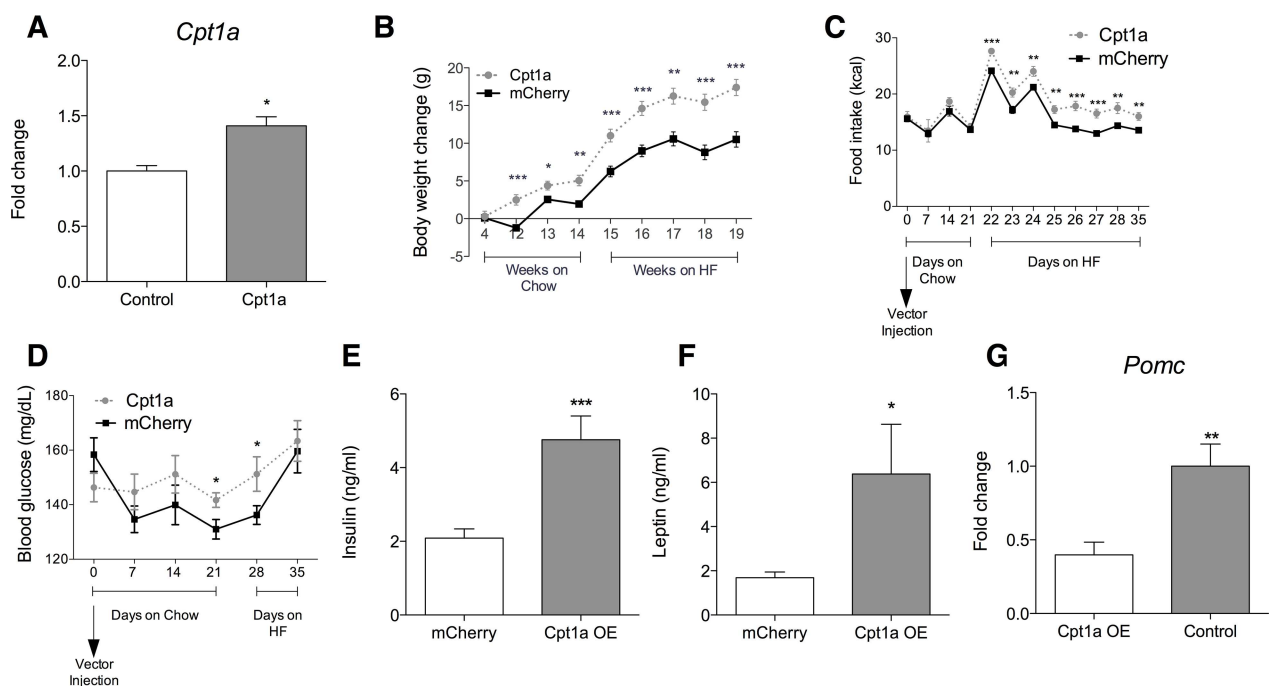 A
Cpt1a
2.0
1.5
1.0
0.5
0.0
Fold change
*
Control
Cpt1a
B
20
15
10
5
0
-5
Body weight change (g)
Cpt1a
mCherry
***
*
**
***
***
**
***
***
4
12
13
14
15
16
17
18
19
Weeks on
Chow
Weeks on HF
C
30
20
10
0
Food intake (kcal)
Cpt1a
mCherry
***
**
**
**
***
***
**
**
0
7
14
21
22
23
24
25
26
27
28
35
Days on
Chow
Days on HF
Vector
Injection
D
180
160
140
120
Blood glucose (mg/dL)
Cpt1a
mCherry
*
*
0
7
14
21
28
35
Days on Chow
Days on
HF
Vector
Injection
E
6
4
2
0
Insulin (ng/ml)
***
mCherry
Cpt1a OE
F
10
8
6
4
2
0
Leptin (ng/ml)
*
mCherry
Cpt1a OE
G
Pomc
1.5
1.0
0.5
0.0
Fold change
**
Cpt1a OE
Control